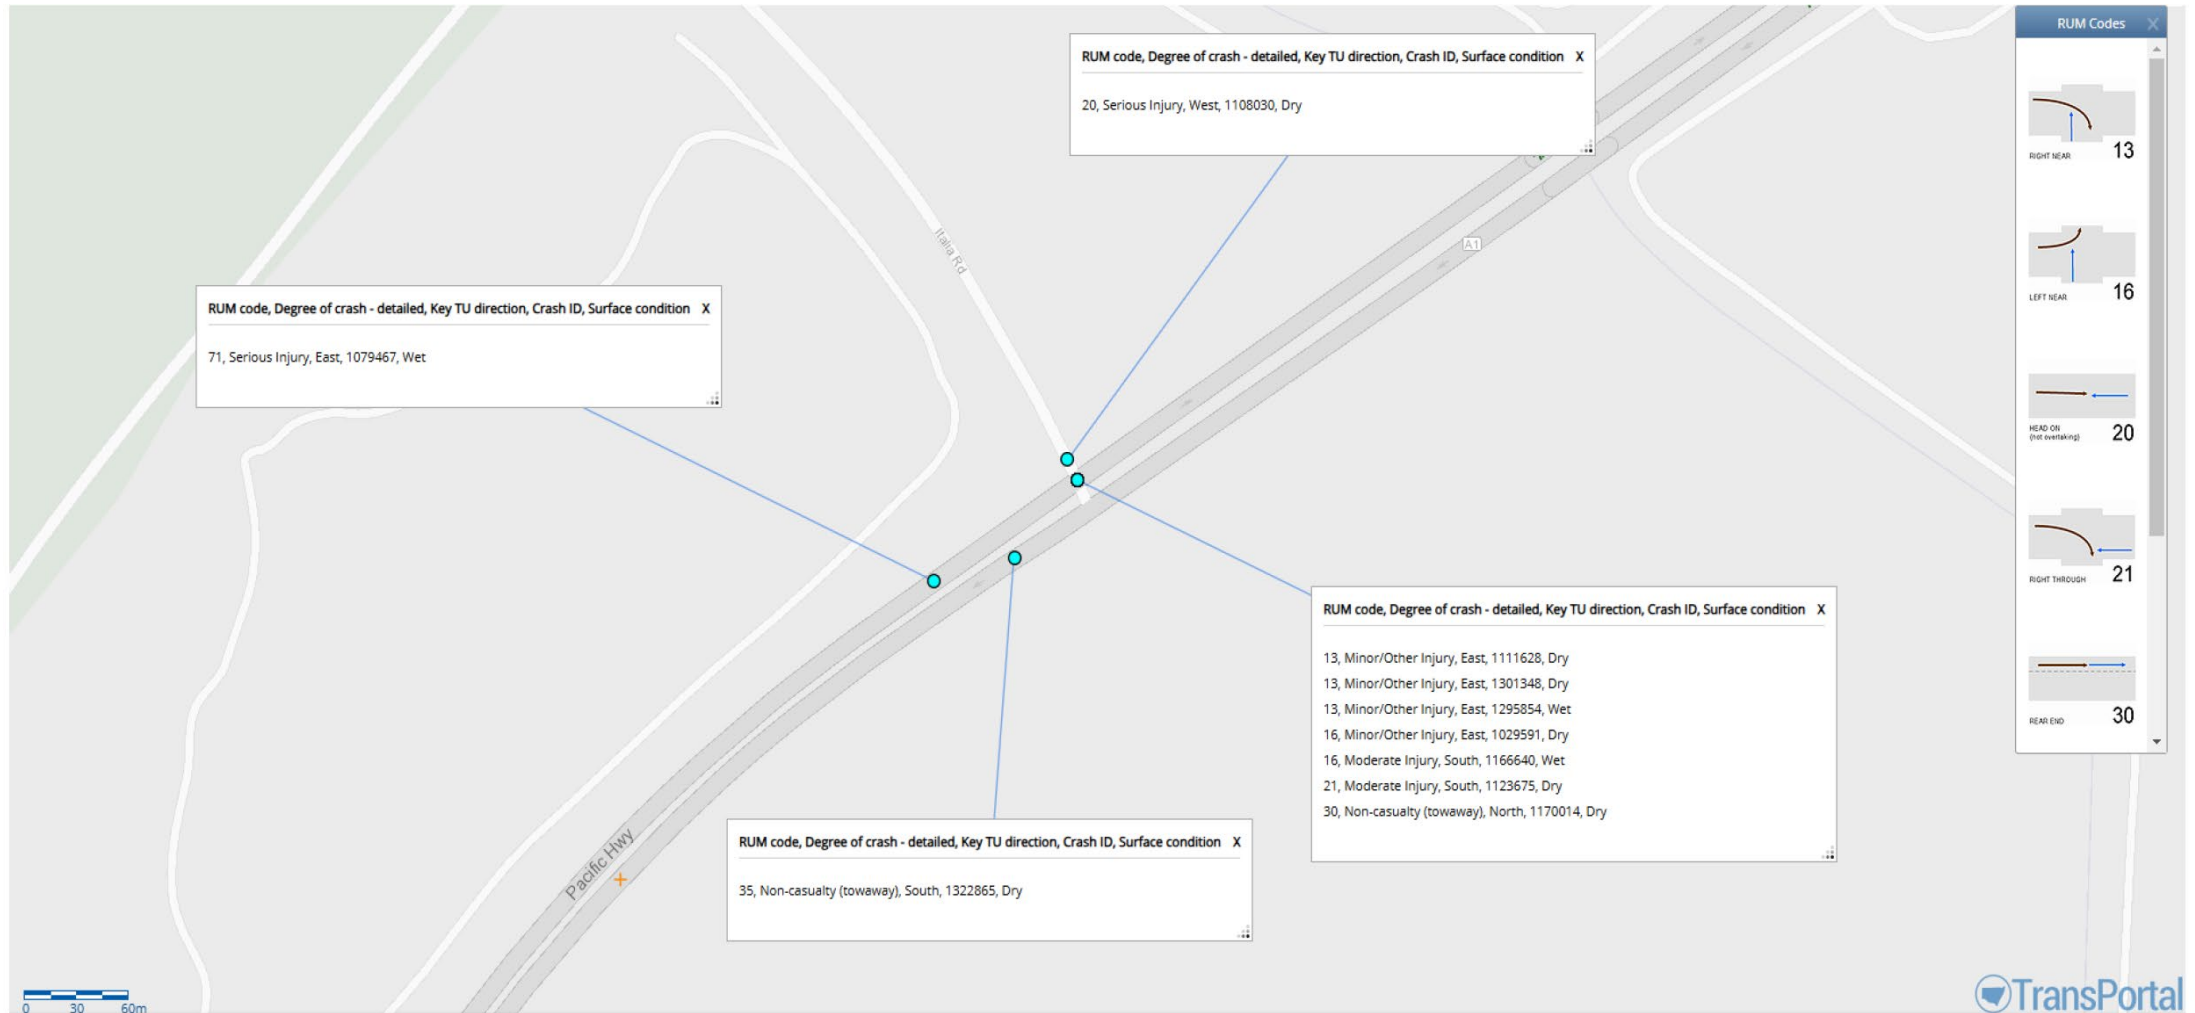 RUM Codes X
RUM code, Degree of crash - detailed, Key TU direction, Crash ID, Surface condition X
20, Serious Injury, West, 1108030, Dry
RIGHT NEAR 13
Italia Rd
A1
LEFT NEAR 16
RUM code, Degree of crash - detailed, Key TU direction, Crash ID, Surface condition X
71, Serious Injury, East, 1079467, Wet
HEAD ON
(not overtaking) 20
RIGHT THROUGH 21
RUM code, Degree of crash - detailed, Key TU direction, Crash ID, Surface condition X
13, Minor/Other Injury, East, 1111628, Dry
13, Minor/Other Injury, East, 1301348, Dry
13, Minor/Other Injury, East, 1295854, Wet
16, Minor/Other Injury, East, 1029591, Dry
16, Moderate Injury, South, 1166640, Wet
21, Moderate Injury, South, 1123675, Dry
30, Non-casualty (towaway), North, 1170014, Dry
REAR END 30
Pacific Hwy
RUM code, Degree of crash - detailed, Key TU direction, Crash ID, Surface condition X
35, Non-casualty (towaway), South, 1322865, Dry
0 30 60m
TransPortal